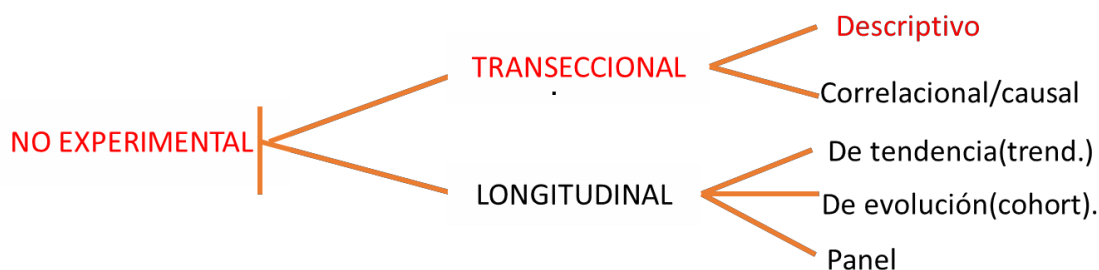 NO EXPERIMENTAL
TRANSECCIONAL
.
Descriptivo
Correlacional/causal
LONGITUDINAL
De tendencia(trend.)
De evolución(cohort).
Panel